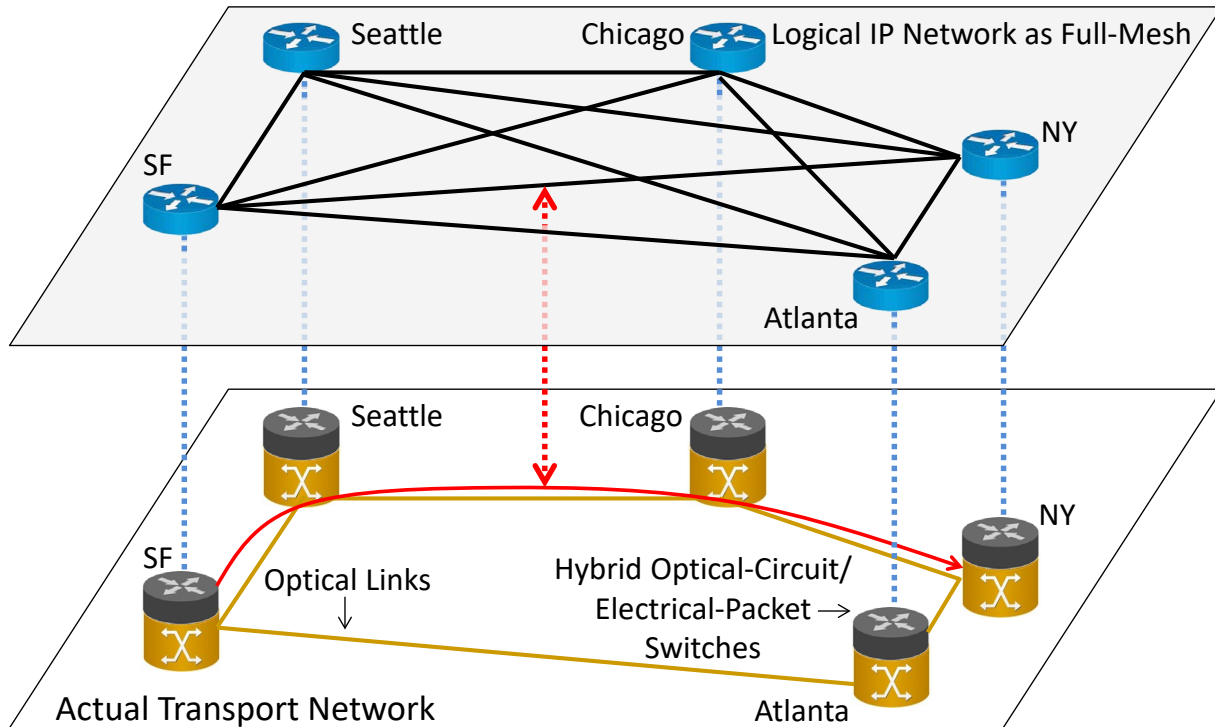 Seattle
Chicago
Logical IP Network as Full-Mesh
SF
NY
Atlanta
Seattle
Chicago
NY
SF
Optical Links
Hybrid Optical-Circuit/
Electrical-Packet
Switches
Actual Transport Network
Atlanta